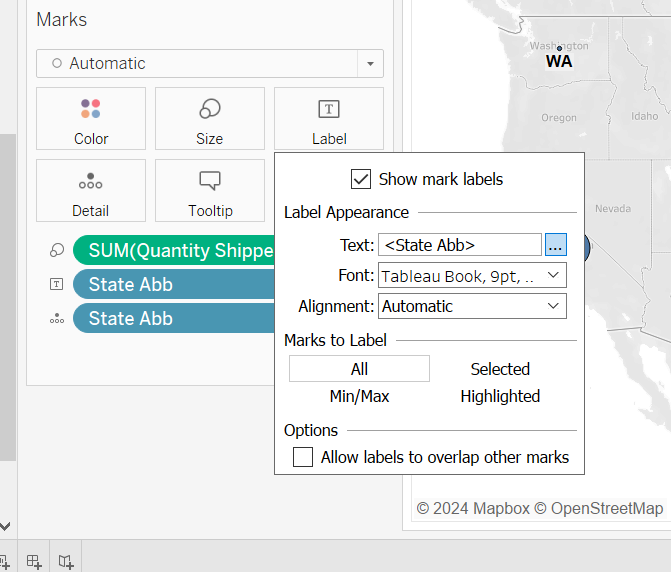 Marks
Automatic
Color
Size
Label
Detail
Tooltip
SUM(Quantity Shippe
State Abb
State Abb
Show mark labels
Label Appearance
Text: <State Abb> ...
Font: Tableau Book, 9pt, ..
Alignment: Automatic
Marks to Label
All Selected
Min/Max Highlighted
Options
Allow labels to overlap other marks
Washington
WA
Oregon
Idaho
Nevada
© 2024 Mapbox © OpenStreetMap